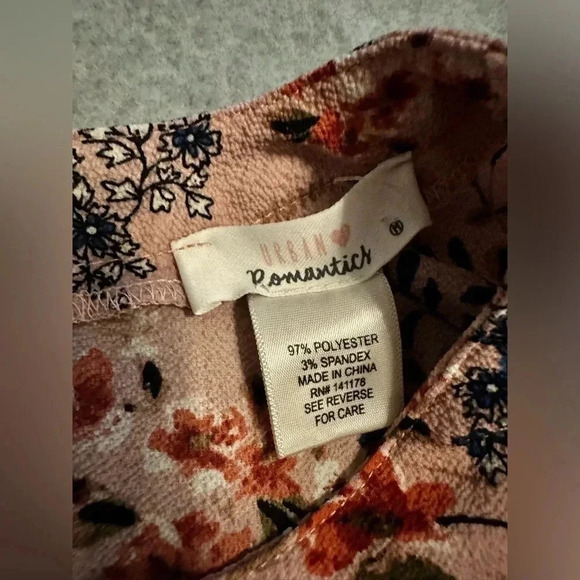 URBAN
Romantics
M
97% POLYESTER
3% SPANDEX
MADE IN CHINA
RN# 141178
SEE REVERSE
FOR CARE